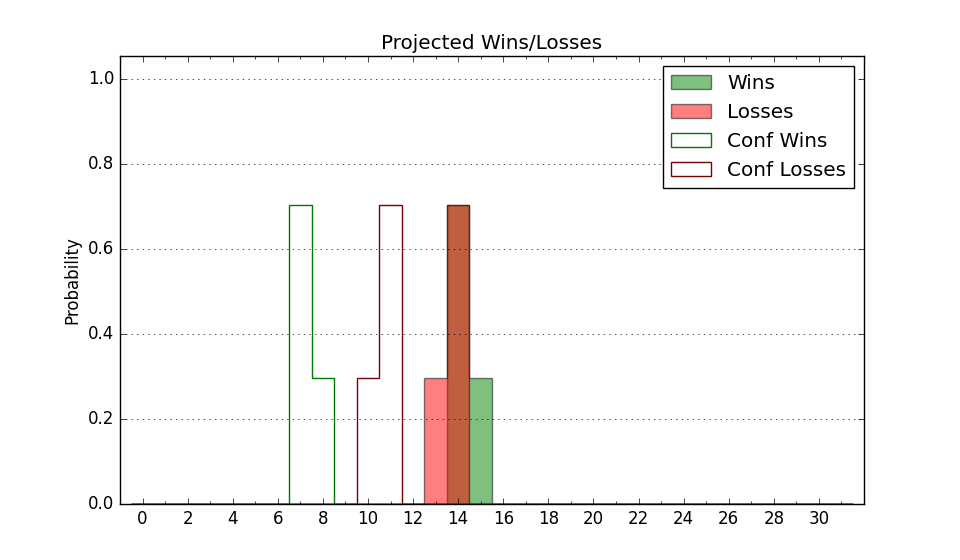 Projected Wins/Losses
Wins
Losses
Conf Wins
Conf Losses
Probability
1.0
0.8
0.6
0.4
0.2
0.0
0 2 4 6 8 10 12 14 16 18 20 22 24 26 28 30